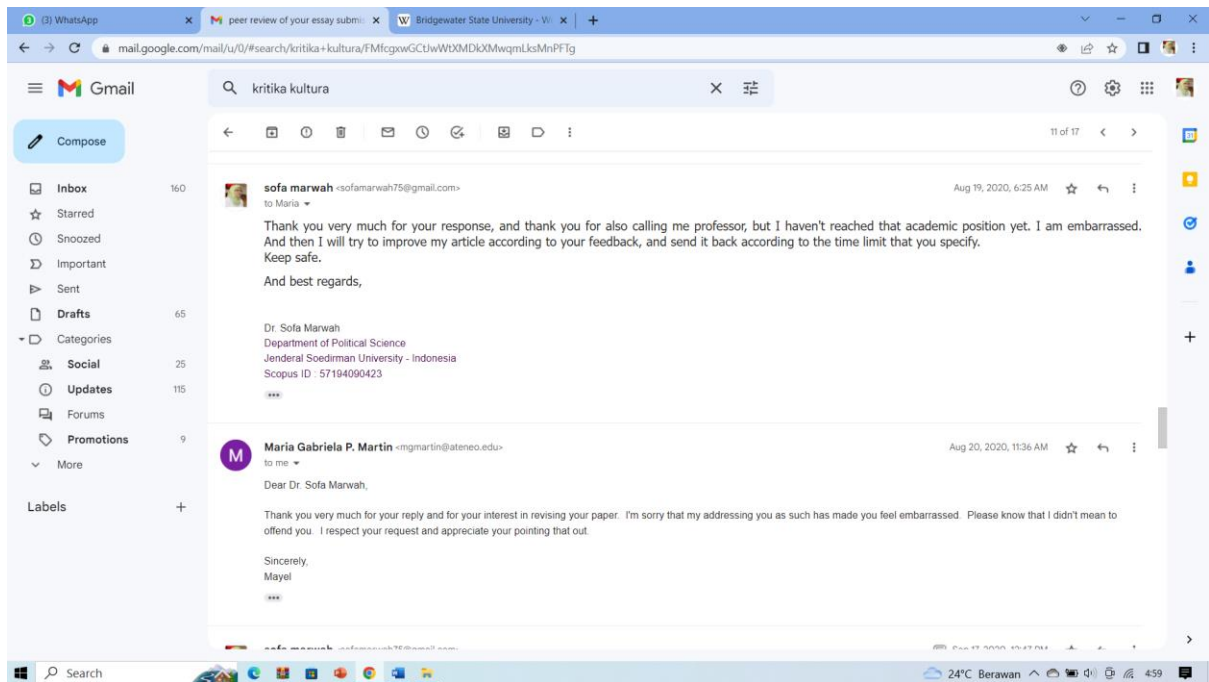 (3) WhatsApp
peer review of your essay submis
Bridgewater State University - Wi
mail.google.com/mail/u/0/#search/kritika+kultura/FMfcgxwGCtJwWtXMDkXMwqmLksMnPFTg
Gmail
kritika kultura
Compose
11 of 17
Inbox 160
Starred
Snoozed
Important
Sent
Drafts 65
Categories
Social 25
Updates 115
Forums
Promotions 9
More
Labels
sofa marwah <sofamarwah75@gmail.com>
Aug 19, 2020, 6:25 AM
to Maria
Thank you very much for your response, and thank you for also calling me professor, but I haven't reached that academic position yet. I am embarrassed.
And then I will try to improve my article according to your feedback, and send it back according to the time limit that you specify.
Keep safe.
And best regards,
Dr. Sofa Marwah
Department of Political Science
Jenderal Soedirman University - Indonesia
Scopus ID : 57194090423
M
Maria Gabriela P. Martin <mgmartin@ateneo.edu>
Aug 20, 2020, 11:36 AM
to me
Dear Dr. Sofa Marwah,
Thank you very much for your reply and for your interest in revising your paper. I'm sorry that my addressing you as such has made you feel embarrassed. Please know that I didn't mean to
offend you. I respect your request and appreciate your pointing that out.
Sincerely,
Mayel
Search
24°C Berawan
4:59